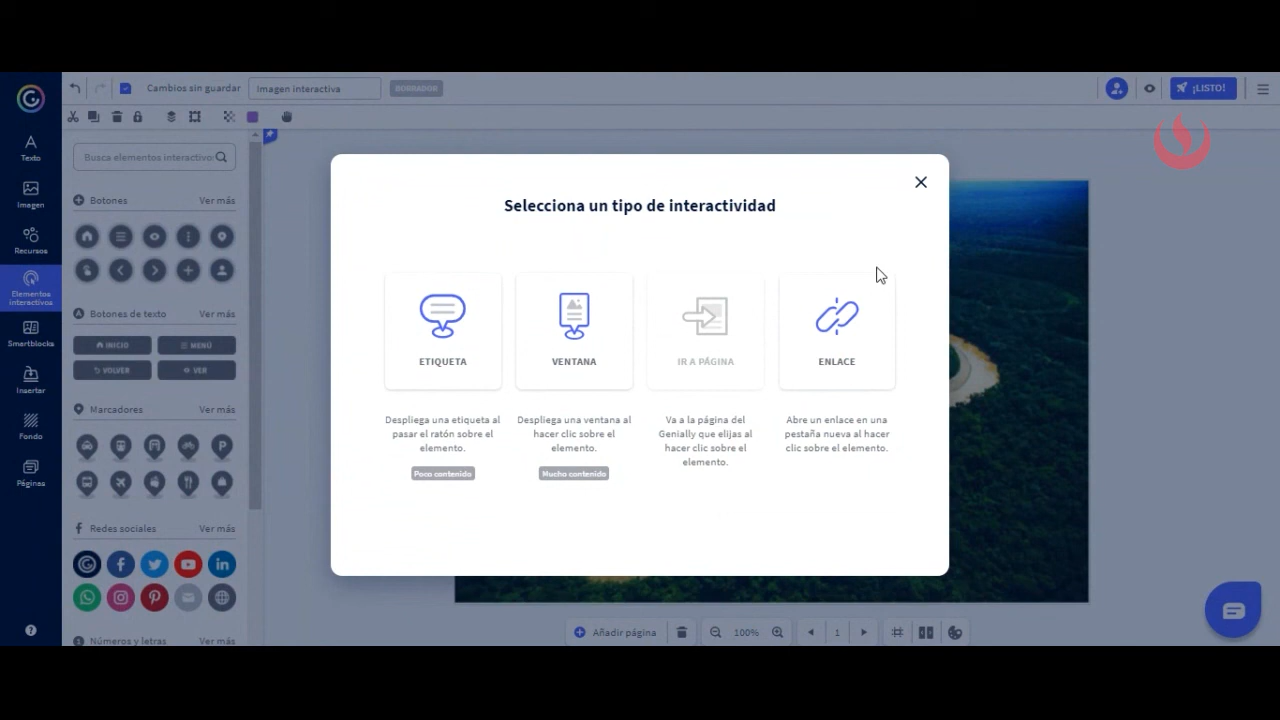 Cambios sin guardar
Imagen interactiva
BORRADOR
¡LISTO!
Texto
Imagen
Recursos
Elementos
interactivos
Smartblocks
Insertar
Fondo
Páginas
Busca elementos interactivos
Botones
Ver más
Botones de texto
Ver más
INICIO
MENÚ
VOLVER
VER
Marcadores
Ver más
P
Redes sociales
Ver más
Números y letras
Ver más
Selecciona un tipo de interactividad
ETIQUETA
VENTANA
IR A PÁGINA
ENLACE
Despliega una etiqueta al
pasar el ratón sobre el
elemento.
Poco contenido
Despliega una ventana al
hacer clic sobre el
elemento.
Mucho contenido
Va a la página del
Genially que elijas al
hacer clic sobre el
elemento.
Abre un enlace en una
pestaña nueva al hacer
clic sobre el elemento.
Añadir página
100%
1